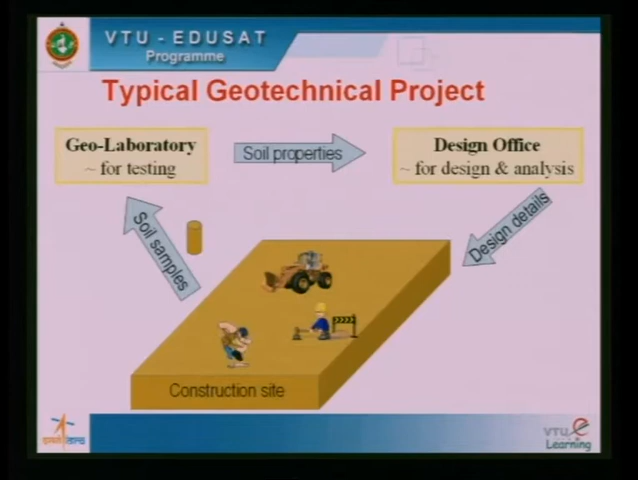 VTU - EDUSAT
Programme
Typical Geotechnical Project
Geo-Laboratory
~ for testing
Soil properties
Design Office
~ for design & analysis
Soil samples
Design details
Construction site
VTU e
Learning